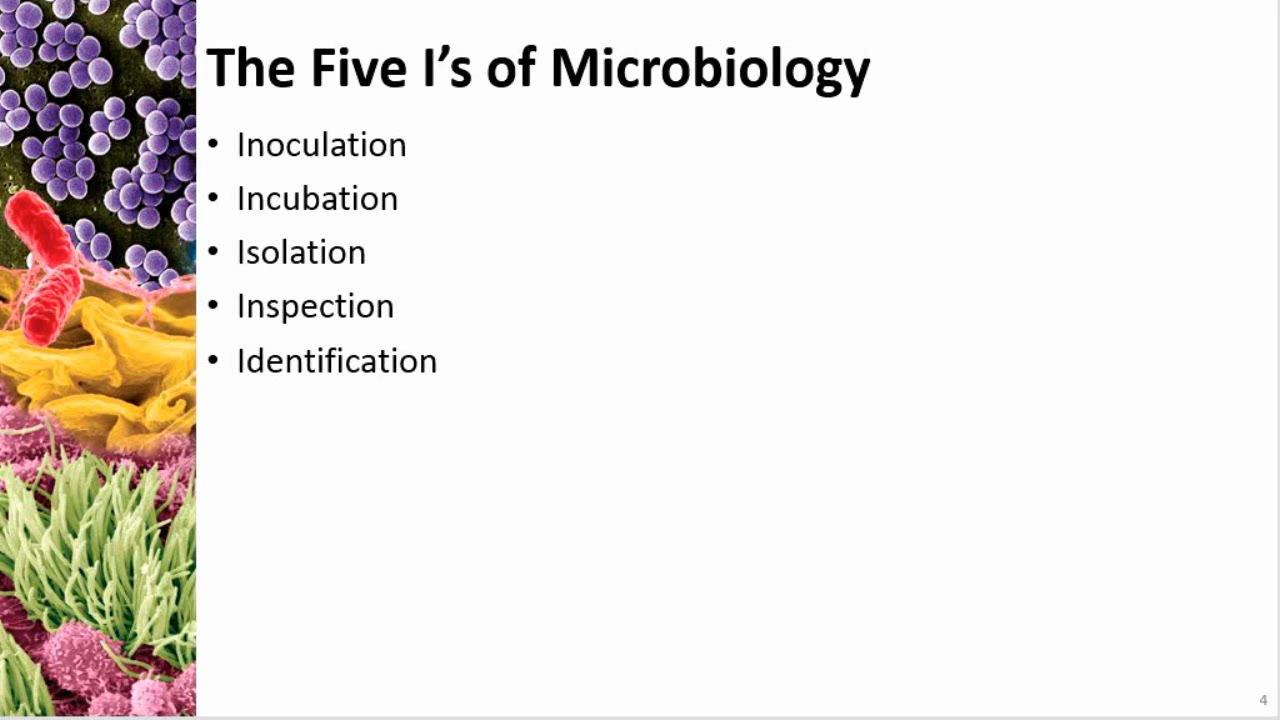 The Five I’s of Microbiology
• Inoculation
• Incubation
• Isolation
• Inspection
• Identification
4